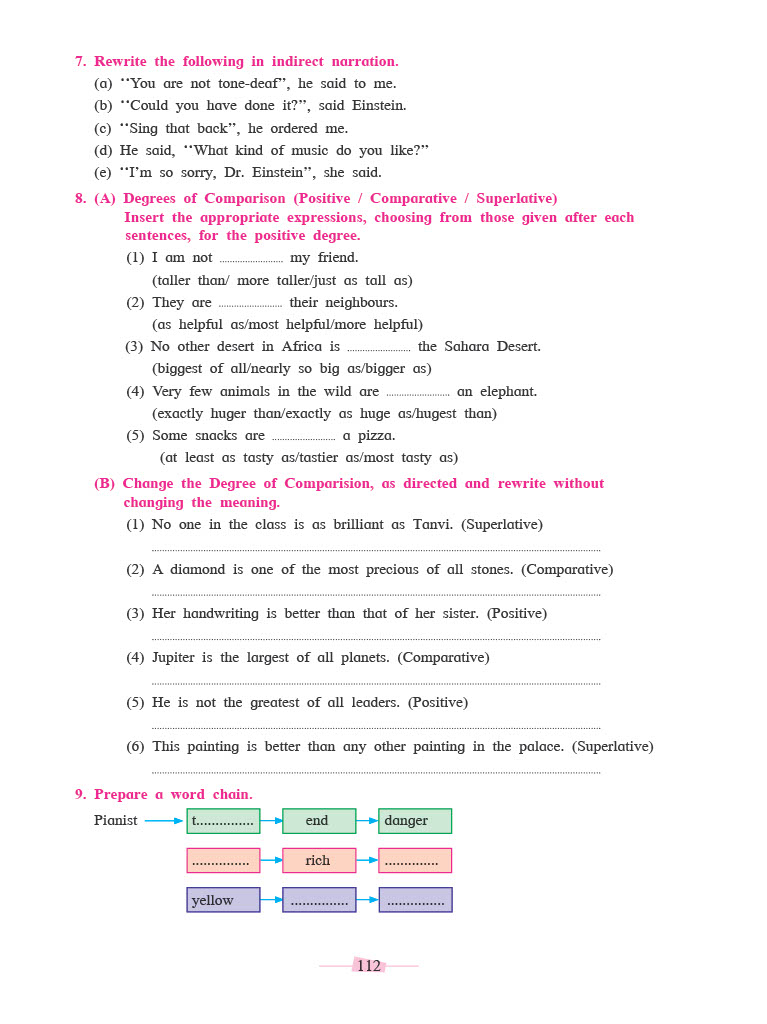 7. Rewrite the following in indirect narration.
(a) ‘‘You are not tone-deaf’’, he said to me.
(b) ‘‘Could you have done it?’’, said Einstein.
(c) ‘‘Sing that back’’, he ordered me.
(d) He said, ‘‘What kind of music do you like?’’
(e) ‘‘I’m so sorry, Dr. Einstein’’, she said.
8. (A) Degrees of Comparison (Positive / Comparative / Superlative)
Insert the appropriate expressions, choosing from those given after each
sentences, for the positive degree.
(1) I am not ......................... my friend.
(taller than/ more taller/just as tall as)
(2) They are ......................... their neighbours.
(as helpful as/most helpful/more helpful)
(3) No other desert in Africa is ......................... the Sahara Desert.
(biggest of all/nearly so big as/bigger as)
(4) Very few animals in the wild are ......................... an elephant.
(exactly huger than/exactly as huge as/hugest than)
(5) Some snacks are ......................... a pizza.
(at least as tasty as/tastier as/most tasty as)
(B) Change the Degree of Comparision, as directed and rewrite without
changing the meaning.
(1) No one in the class is as brilliant as Tanvi. (Superlative)
(2) A diamond is one of the most precious of all stones. (Comparative)
(3) Her handwriting is better than that of her sister. (Positive)
(4) Jupiter is the largest of all planets. (Comparative)
(5) He is not the greatest of all leaders. (Positive)
(6) This painting is better than any other painting in the palace. (Superlative)
9. Prepare a word chain.
Pianist t............... end danger
............... rich ..............
yellow ............... ...............
112